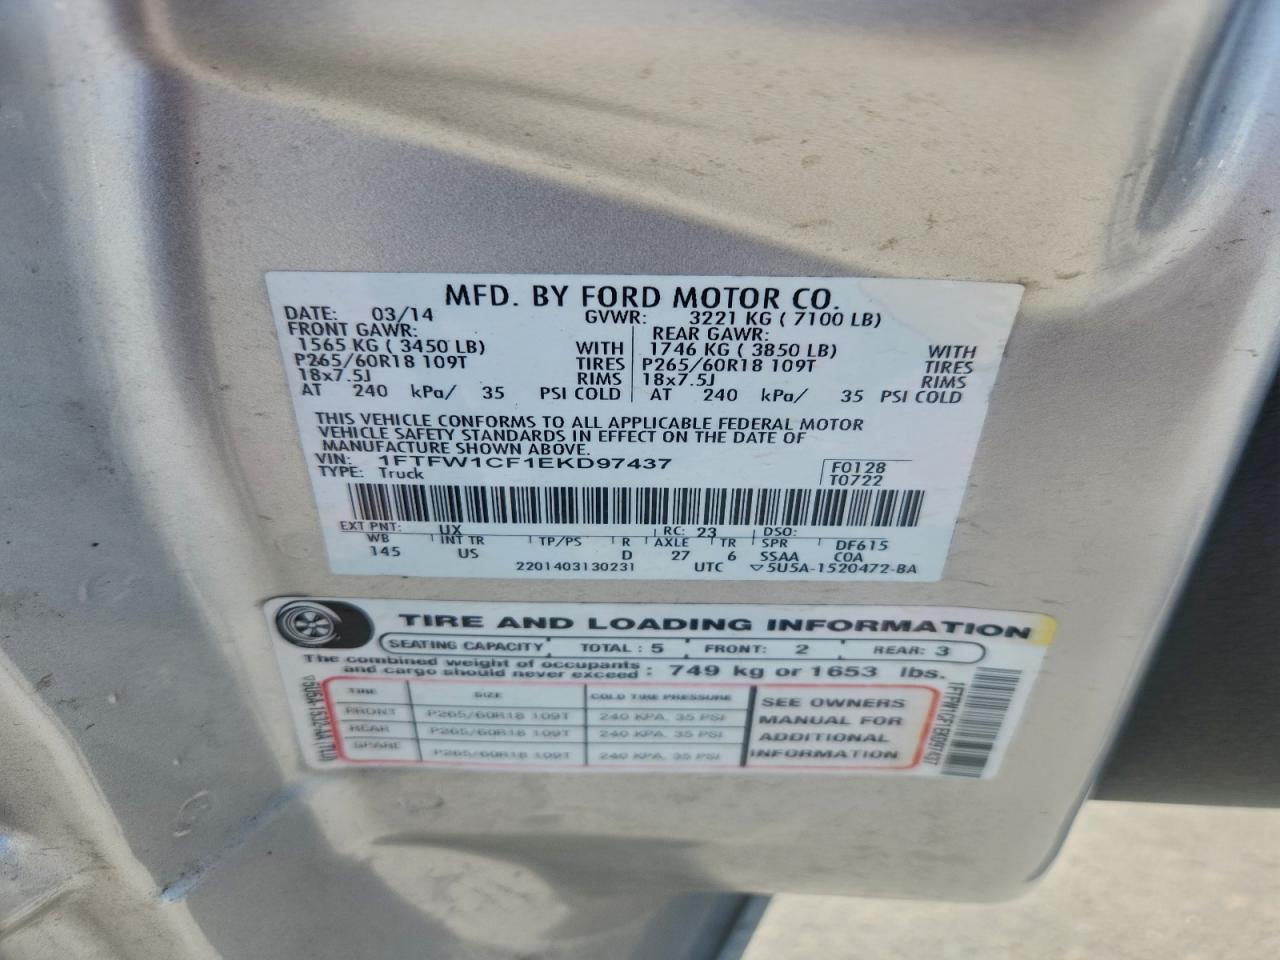 MFD. BY FORD MOTOR CO.
DATE: 03/14 GVWR: 3221 KG ( 7100 LB)
FRONT GAWR: REAR GAWR:
1565 KG ( 3450 LB) WITH 1746 KG ( 3850 LB) WITH
P265/60R18 109T TIRES P265/60R18 109T TIRES
18x7.5J RIMS 18x7.5J RIMS
AT 240 kPa/ 35 PSI COLD AT 240 kPa/ 35 PSI COLD
THIS VEHICLE CONFORMS TO ALL APPLICABLE FEDERAL MOTOR
VEHICLE SAFETY STANDARDS IN EFFECT ON THE DATE OF
MANUFACTURE SHOWN ABOVE.
VIN: 1FTFW1CF1EKD97437 F0128
TYPE: Truck T0722
EXT PNT: UX RC: 23 DSO:
WB INT TR TP/PS R AXLE TR SPR DF615
145 US D 27 6 SSAA COA
2201403130231 UTC ▽5U5A-1520472-BA
TIRE AND LOADING INFORMATION
SEATING CAPACITY TOTAL : 5 FRONT: 2 REAR: 3
The combined weight of occupants
and cargo should never exceed : 749 kg or 1653 lbs.
TIRE SIZE COLD TIRE PRESSURE
FRONT P265/60R18 109T 240 KPA, 35 PSI
REAR P265/60R18 109T 240 KPA, 35 PSI
SPARE P265/60R18 109T 240 KPA, 35 PSI
SEE OWNERS
MANUAL FOR
ADDITIONAL
INFORMATION